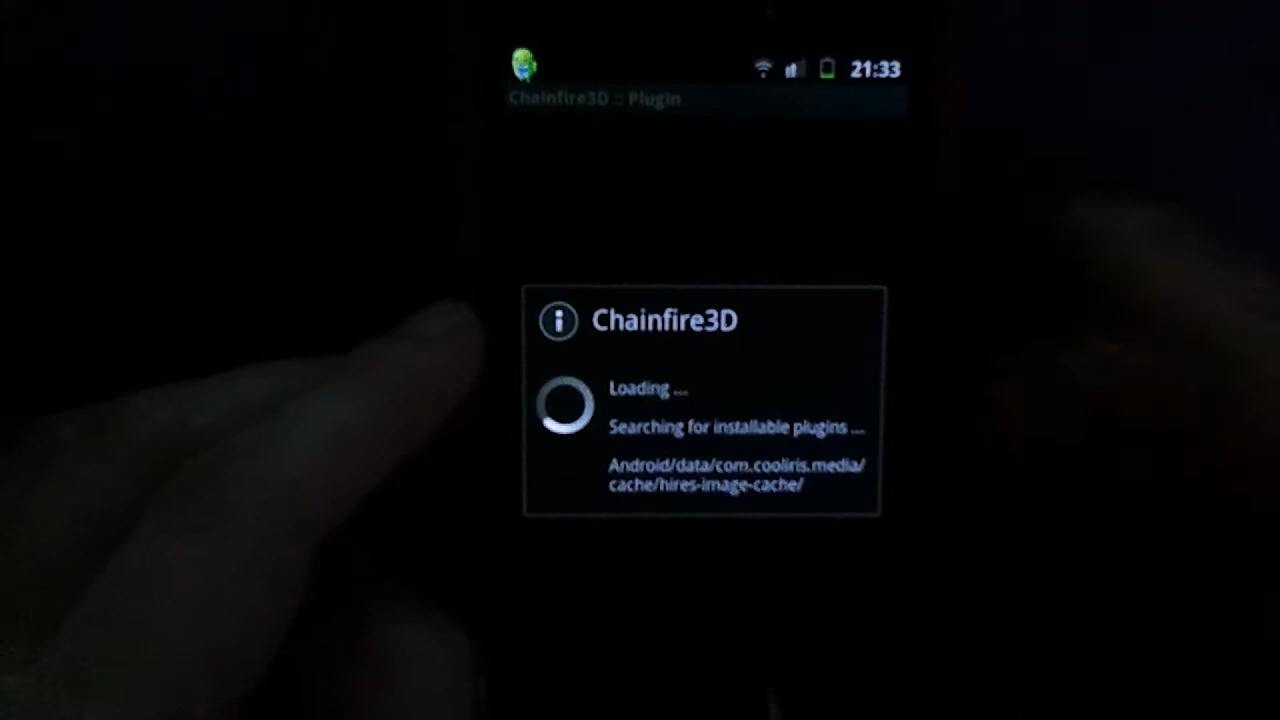 21:33
Chainfire3D :: Plugin
Chainfire3D
Loading ...
Searching for installable plugins ...
Android/data/com.cooliris.media/
cache/hires-image-cache/